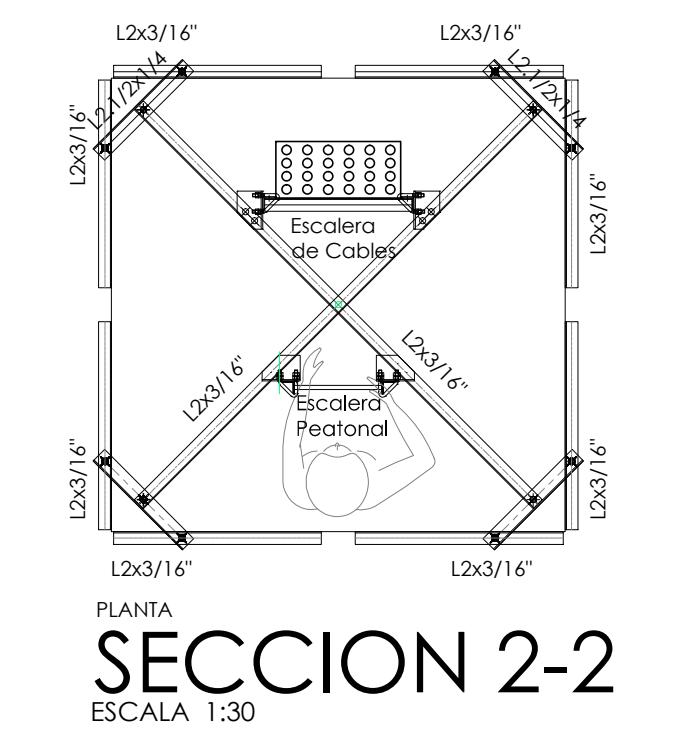 L2x3/16"
L2x3/16"
L2.1/2x1/4
L2.1/2x1/4
L2x3/16"
L2x3/16"
Escalera
de Cables
L2x3/16"
L2x3/16"
Escalera
Peatonal
L2x3/16"
L2x3/16"
L2x3/16"
L2x3/16"
PLANTA
SECCION 2-2
ESCALA 1:30